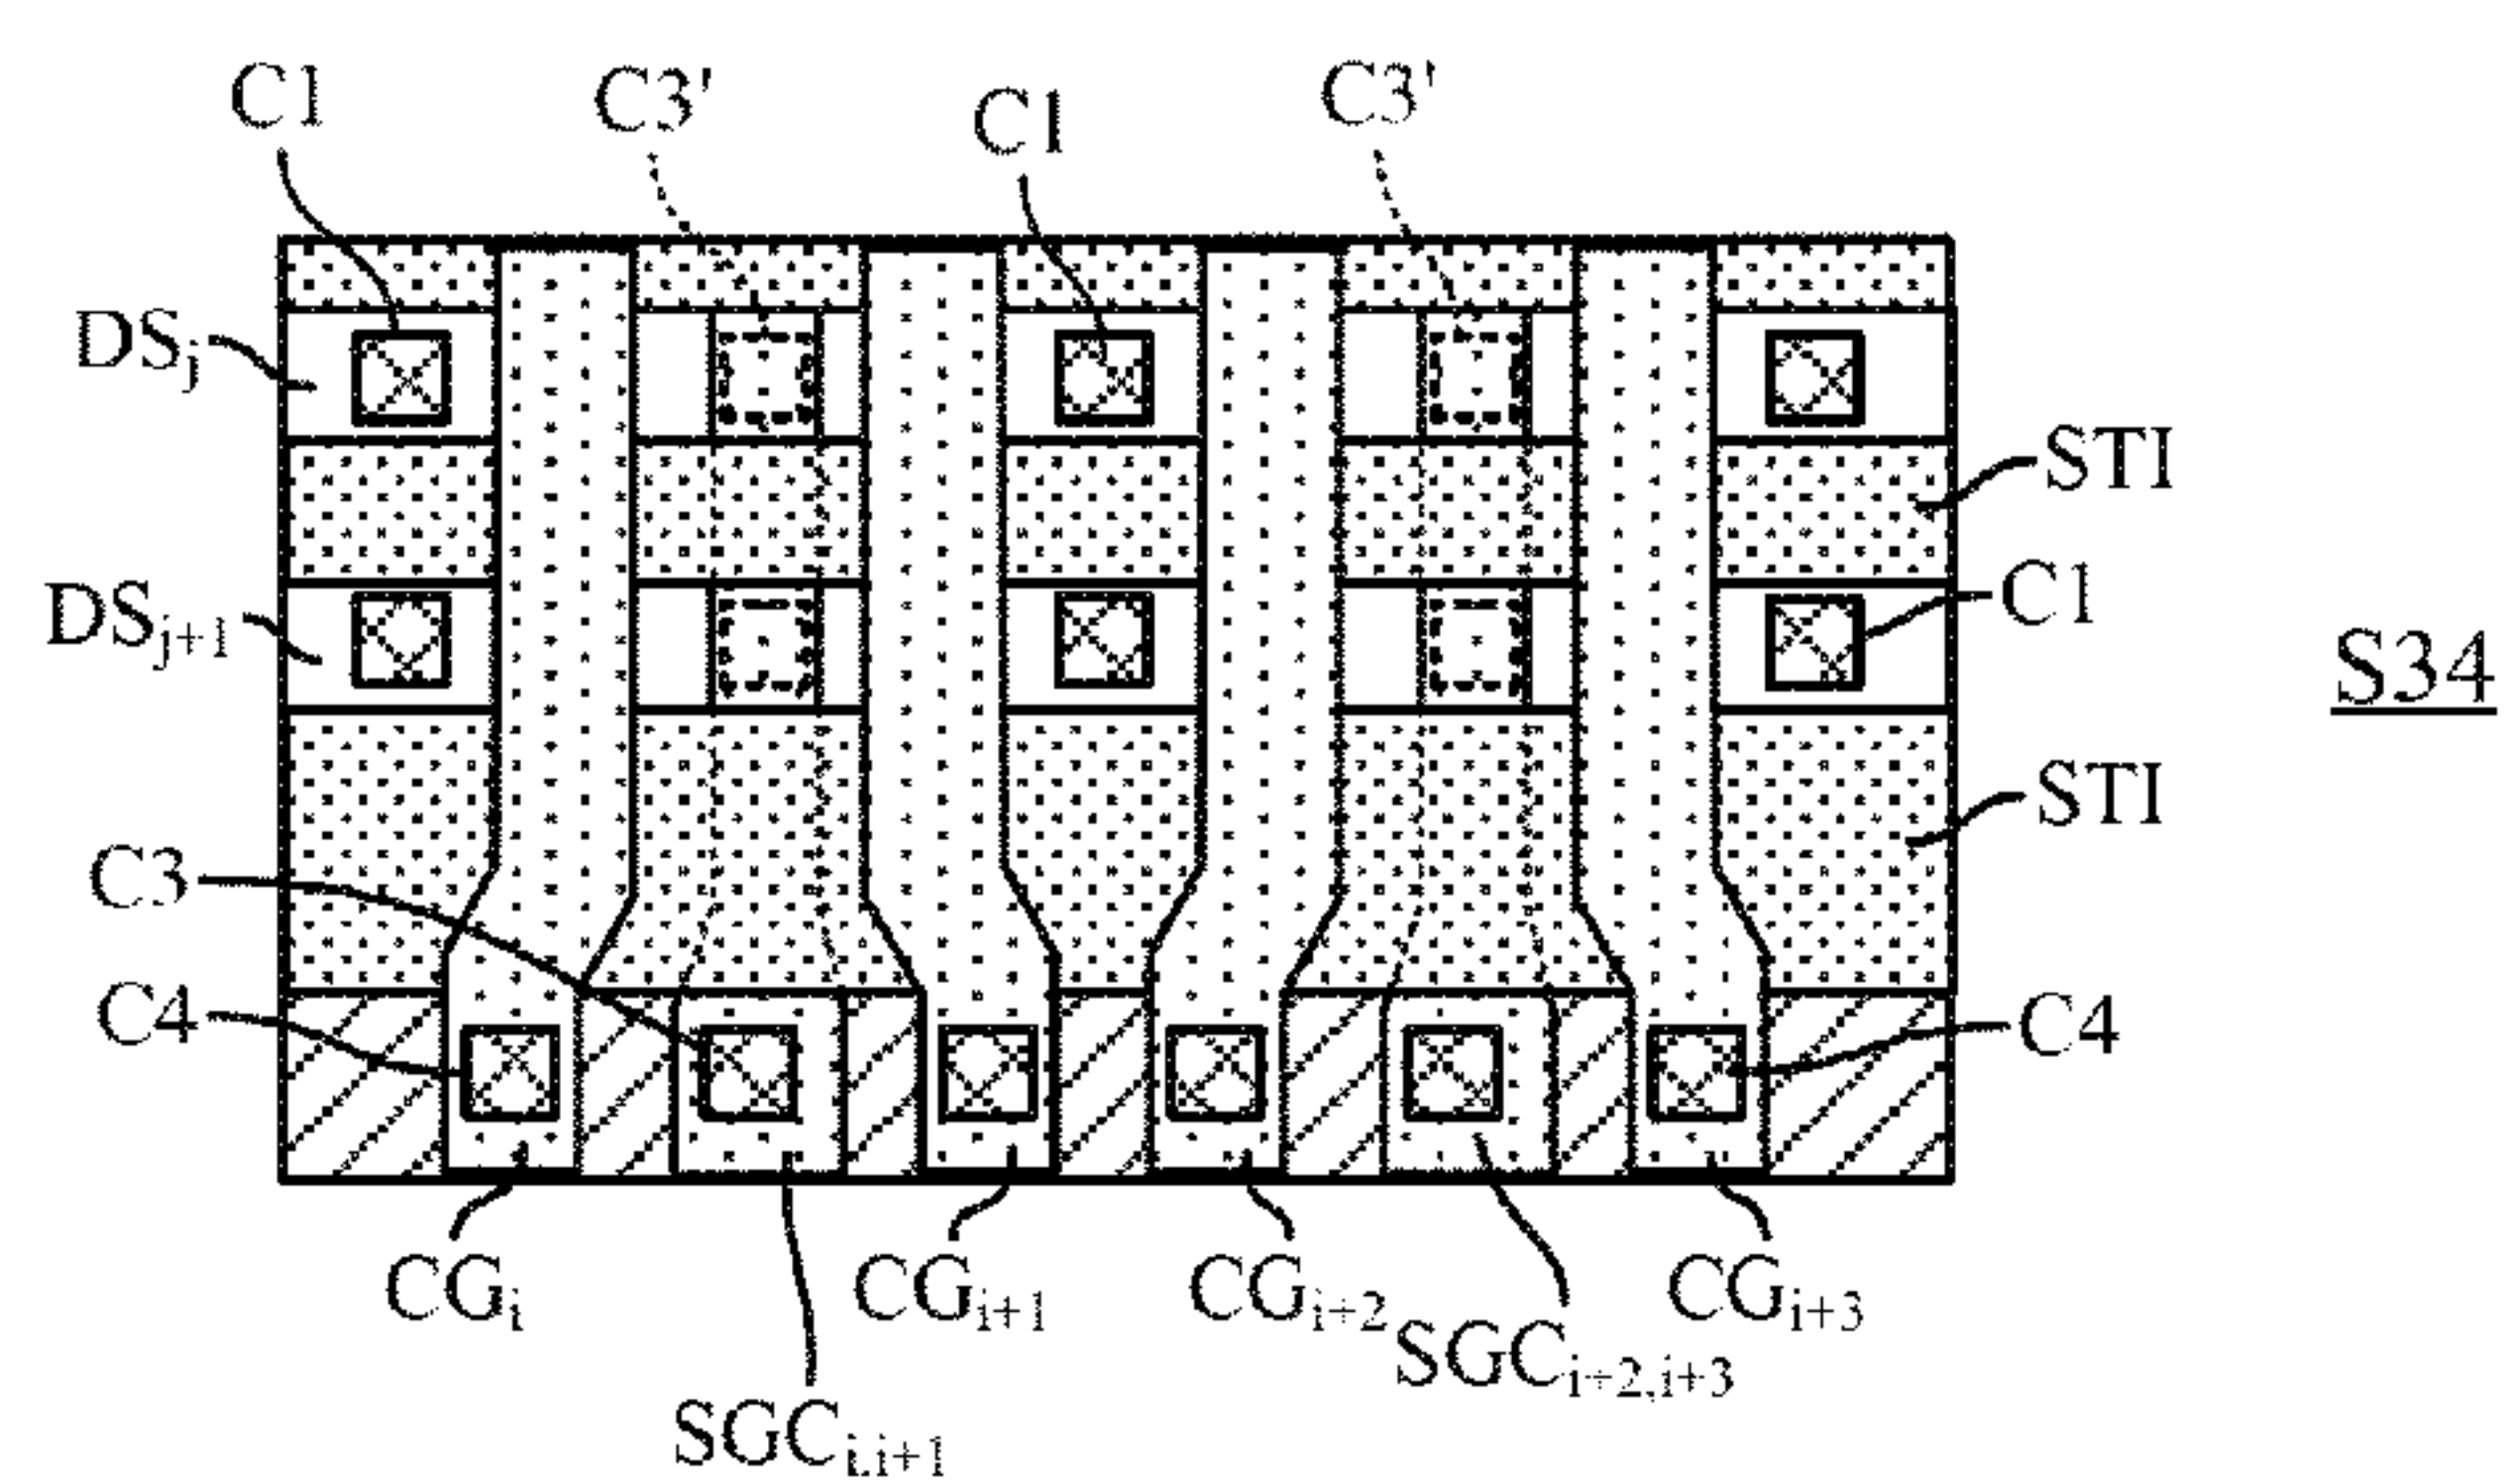 C1
C3'
C1
C3'
DSj
STI
DSj+1
C1
S34
STI
C3
C4
C4
CGi
CGi+1
CGi+2
CGi+3
SGCi+2,i+3
SGCi,i+1